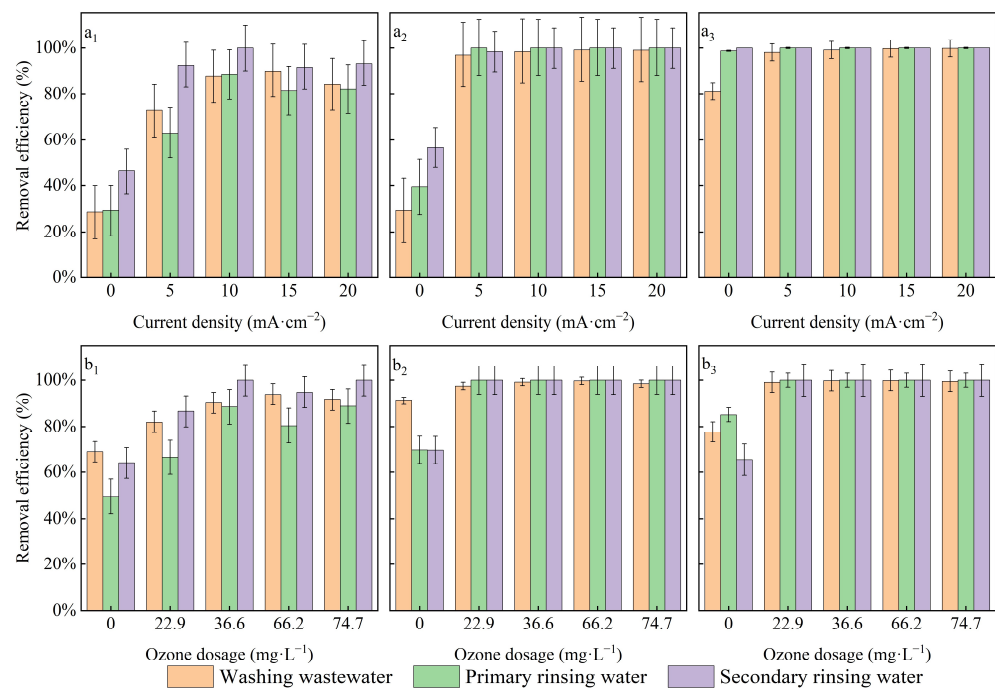 a1 a2 a3
Removal efficiency (%)
100%
80%
60%
40%
20%
0%
0 5 10 15 20 0 5 10 15 20 0 5 10 15 20
Current density (mA·cm−2) Current density (mA·cm−2) Current density (mA·cm−2)
b1 b2 b3
Removal efficiency (%)
100%
80%
60%
40%
20%
0%
0 22.9 36.6 66.2 74.7 0 22.9 36.6 66.2 74.7 0 22.9 36.6 66.2 74.7
Ozone dosage (mg·L−1) Ozone dosage (mg·L−1) Ozone dosage (mg·L−1)
Washing wastewater Primary rinsing water Secondary rinsing water